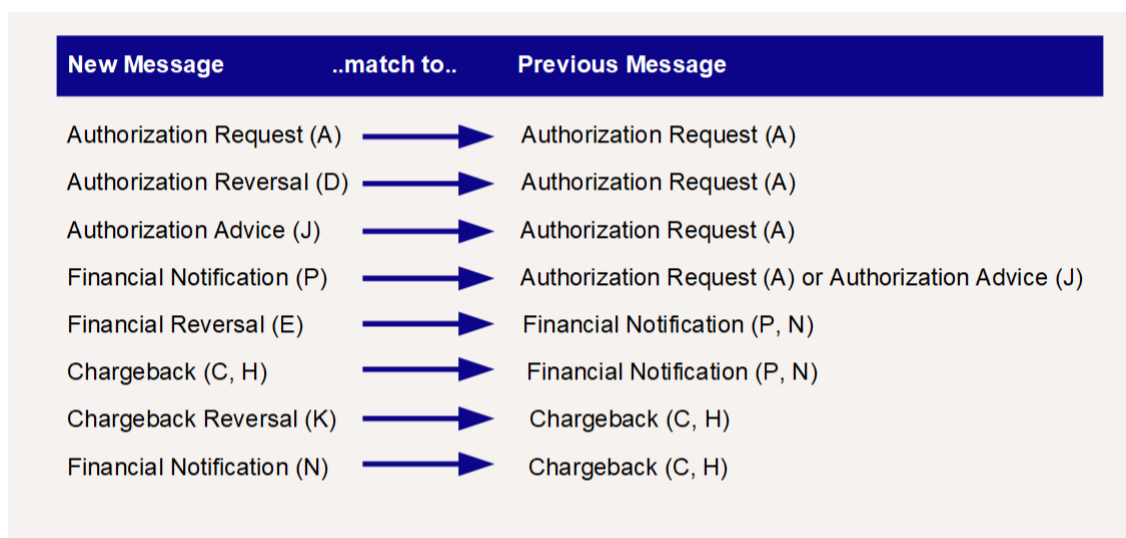 New Message ..match to.. Previous Message
Authorization Request (A) Authorization Request (A)
Authorization Reversal (D) Authorization Request (A)
Authorization Advice (J) Authorization Request (A)
Financial Notification (P) Authorization Request (A) or Authorization Advice (J)
Financial Reversal (E) Financial Notification (P, N)
Chargeback (C, H) Financial Notification (P, N)
Chargeback Reversal (K) Chargeback (C, H)
Financial Notification (N) Chargeback (C, H)